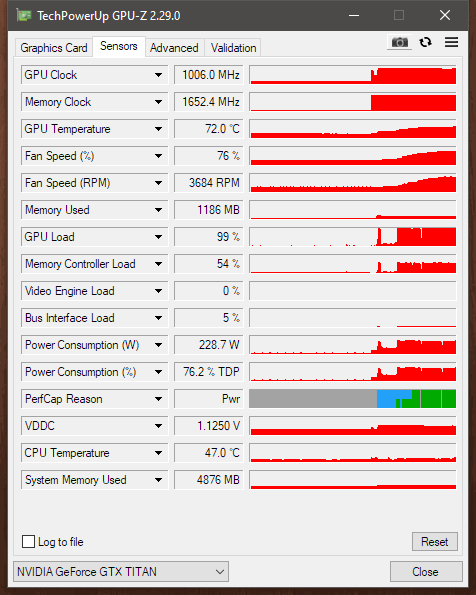 TechPowerUp GPU-Z 2.29.0
Graphics Card Sensors Advanced Validation
GPU Clock 1006.0 MHz
Memory Clock 1652.4 MHz
GPU Temperature 72.0 °C
Fan Speed (%) 76 %
Fan Speed (RPM) 3684 RPM
Memory Used 1186 MB
GPU Load 99 %
Memory Controller Load 54 %
Video Engine Load 0 %
Bus Interface Load 5 %
Power Consumption (W) 228.7 W
Power Consumption (%) 76.2 % TDP
PerfCap Reason Pwr
VDDC 1.1250 V
CPU Temperature 47.0 °C
System Memory Used 4876 MB
Log to file Reset
NVIDIA GeForce GTX TITAN Close